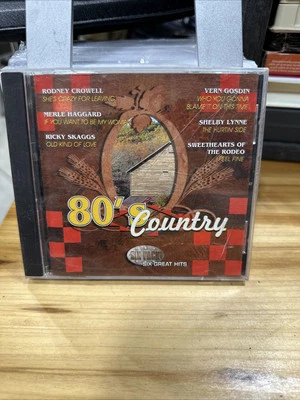 RODNEY CROWELL
SHE'S CRAZY FOR LEAVING
MERLE HAGGARD
IF YOU WANT TO BE MY WOMAN
RICKY SKAGGS
OLD KIND OF LOVE
VERN GOSDIN
WHO YOU GONNA
BLAME IT ON THIS TIME
SHELBY LYNNE
THE HURTIN' SIDE
SWEETHEARTS OF
THE RODEO
I FEEL FINE
80's Country
SIX GREAT HITS